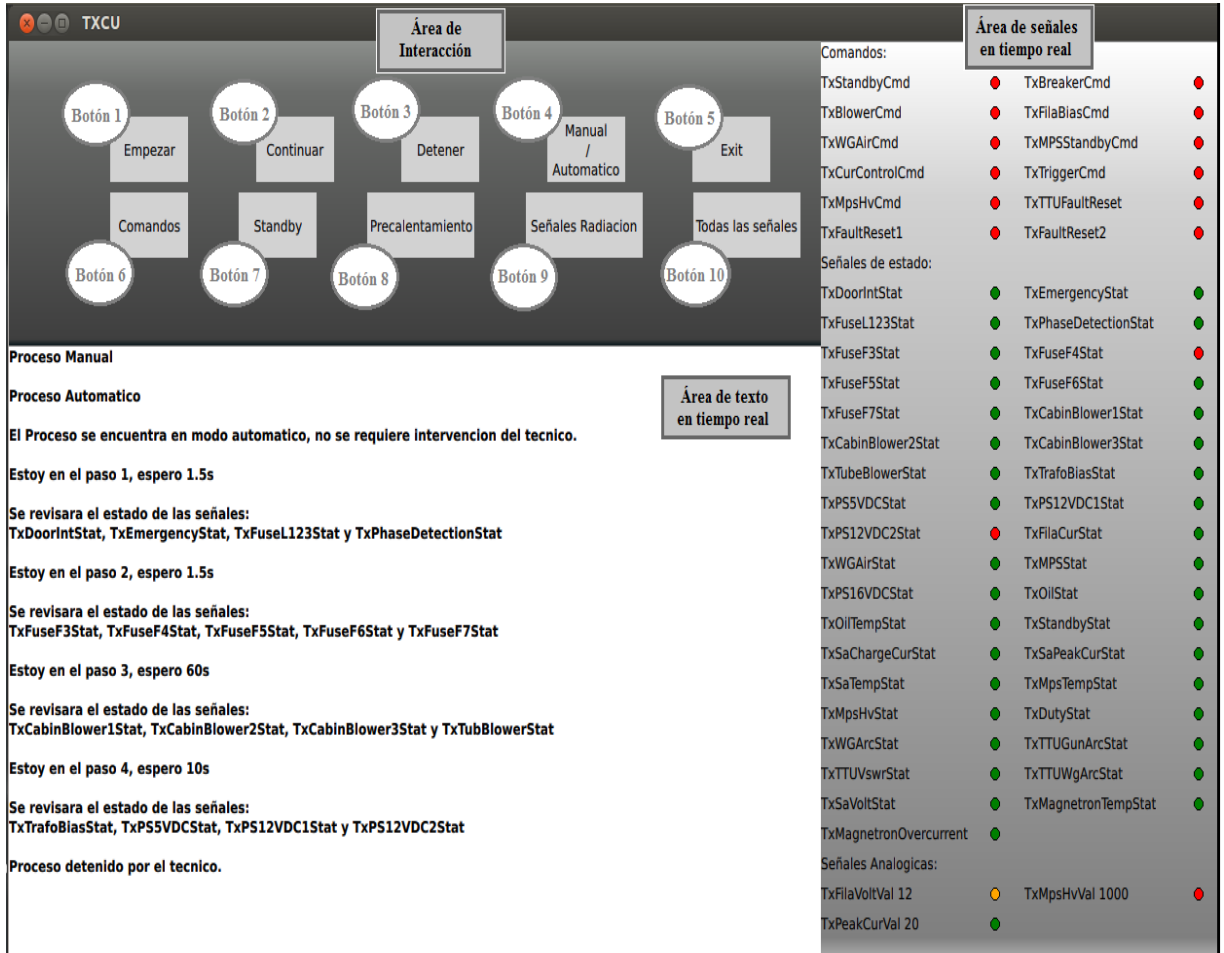 TXCU
Área de
Interacción
Botón 1
Botón 2
Botón 3
Botón 4
Botón 5
Empezar
Continuar
Detener
Manual
/
Automatico
Exit
Comandos
Standby
Precalentamiento
Señales Radiacion
Todas las señales
Botón 6
Botón 7
Botón 8
Botón 9
Botón 10
Proceso Manual
Proceso Automatico
El Proceso se encuentra en modo automatico, no se requiere intervencion del tecnico.
Estoy en el paso 1, espero 1.5s
Se revisara el estado de las señales:
TxDoorIntStat, TxEmergencyStat, TxFuseL123Stat y TxPhaseDetectionStat
Estoy en el paso 2, espero 1.5s
Se revisara el estado de las señales:
TxFuseF3Stat, TxFuseF4Stat, TxFuseF5Stat, TxFuseF6Stat y TxFuseF7Stat
Estoy en el paso 3, espero 60s
Se revisara el estado de las señales:
TxCabinBlower1Stat, TxCabinBlower2Stat, TxCabinBlower3Stat y TxTubBlowerStat
Estoy en el paso 4, espero 10s
Se revisara el estado de las señales:
TxTrafoBiasStat, TxPS5VDCStat, TxPS12VDC1Stat y TxPS12VDC2Stat
Proceso detenido por el tecnico.
Área de texto
en tiempo real
Área de señales
en tiempo real
Comandos:
TxStandbyCmd TxBreakerCmd
TxBlowerCmd TxFilaBiasCmd
TxWGAirCmd TxMPSStandbyCmd
TxCurControlCmd TxTriggerCmd
TxMpsHvCmd TxTTUFaultReset
TxFaultReset1 TxFaultReset2
Señales de estado:
TxDoorIntStat TxEmergencyStat
TxFuseL123Stat TxPhaseDetectionStat
TxFuseF3Stat TxFuseF4Stat
TxFuseF5Stat TxFuseF6Stat
TxFuseF7Stat TxCabinBlower1Stat
TxCabinBlower2Stat TxCabinBlower3Stat
TxTubeBlowerStat TxTrafoBiasStat
TxPS5VDCStat TxPS12VDC1Stat
TxPS12VDC2Stat TxFilaCurStat
TxWGAirStat TxMPSStat
TxPS16VDCStat TxOilStat
TxOilTempStat TxStandbyStat
TxSaChargeCurStat TxSaPeakCurStat
TxSaTempStat TxMpsTempStat
TxMpsHvStat TxDutyStat
TxWGArcStat TxTTUGunArcStat
TxTTUVswrStat TxTTUWgArcStat
TxSaVoltStat TxMagnetronTempStat
TxMagnetronOvercurrent
Señales Analogicas:
TxFilaVoltVal 12 TxMpsHvVal 1000
TxPeakCurVal 20